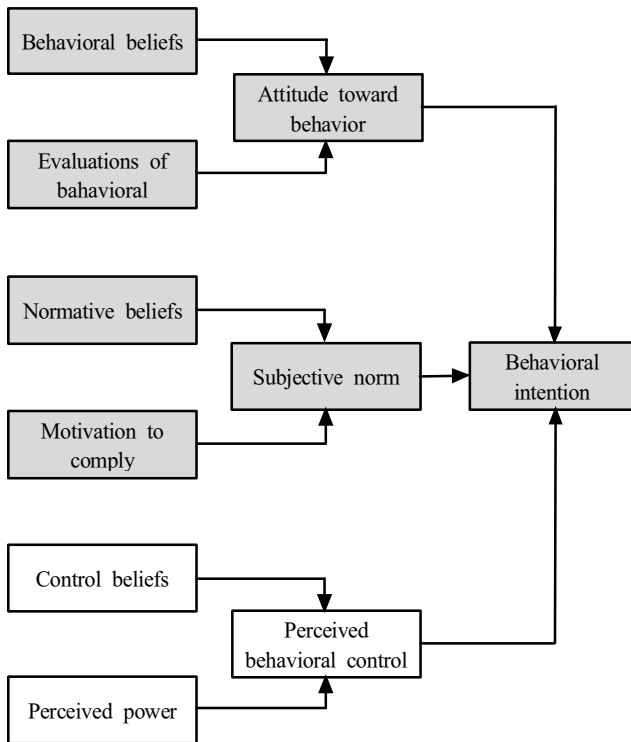 Behavioral beliefs
Attitude toward
behavior
Evaluations of
bahavioral
Normative beliefs
Subjective norm
Behavioral
intention
Motivation to
comply
Control beliefs
Perceived
behavioral control
Perceived power